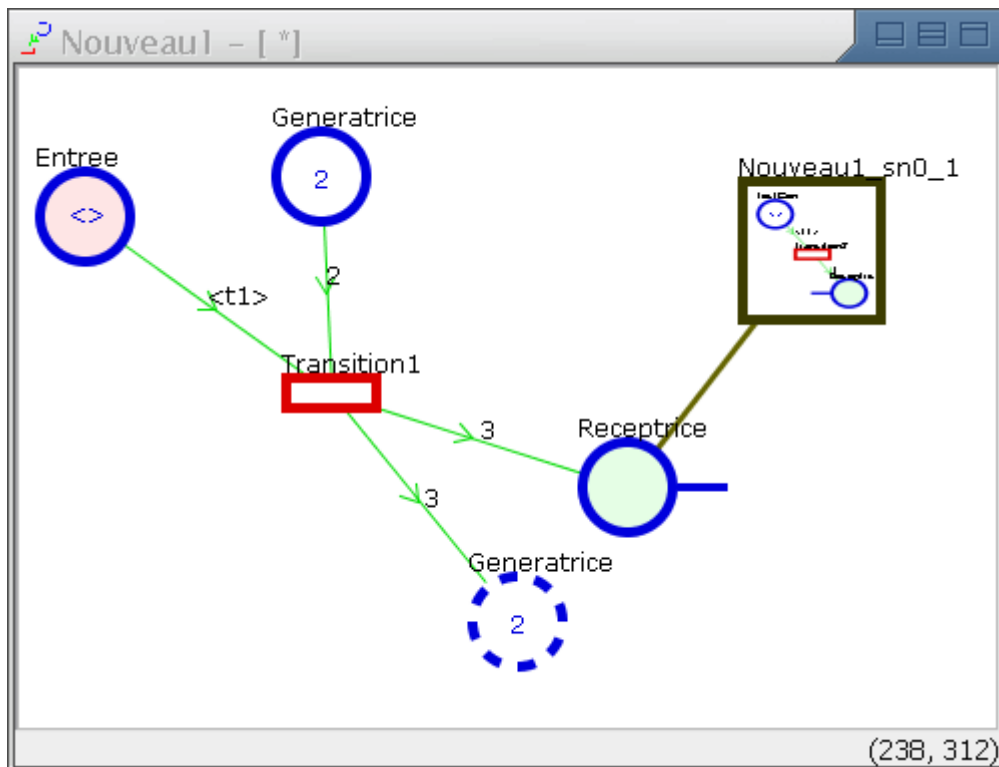 Nouveau1 - [ *]
Generatrice
2
Entree
<>
Nouveau1_sn0_1
2
<t1>
Transition1
3
Receptrice
3
Generatrice
2
(238, 312)